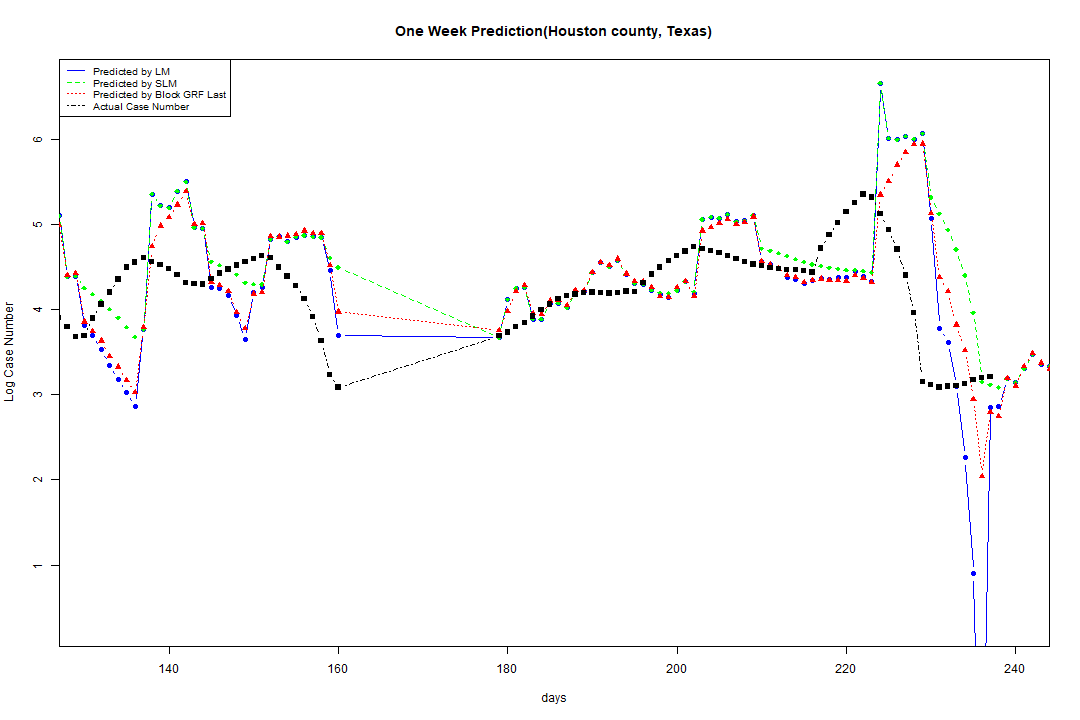 One Week Prediction(Houston county, Texas)
Predicted by LM
Predicted by SLM
Predicted by Block GRF Last
Actual Case Number
6
5
4
3
2
1
Log Case Number
140 160 180 200 220 240
days